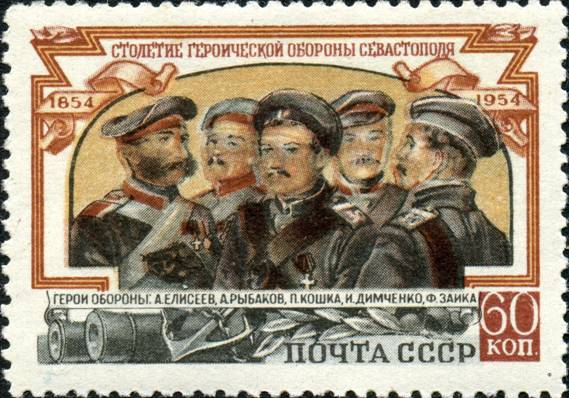 СТОЛЕТИЕ ГЕРОИЧЕСКОЙ ОБОРОНЫ СЕВАСТОПОЛЯ
1854 1954
ГЕРОИ ОБОРОНЫ: А.ЕЛИСЕЕВ, А.РЫБАКОВ, П.КОШКА, И.ДИМЧЕНКО, Ф.ЗАИКА
ПОЧТА СССР 60
КОП.